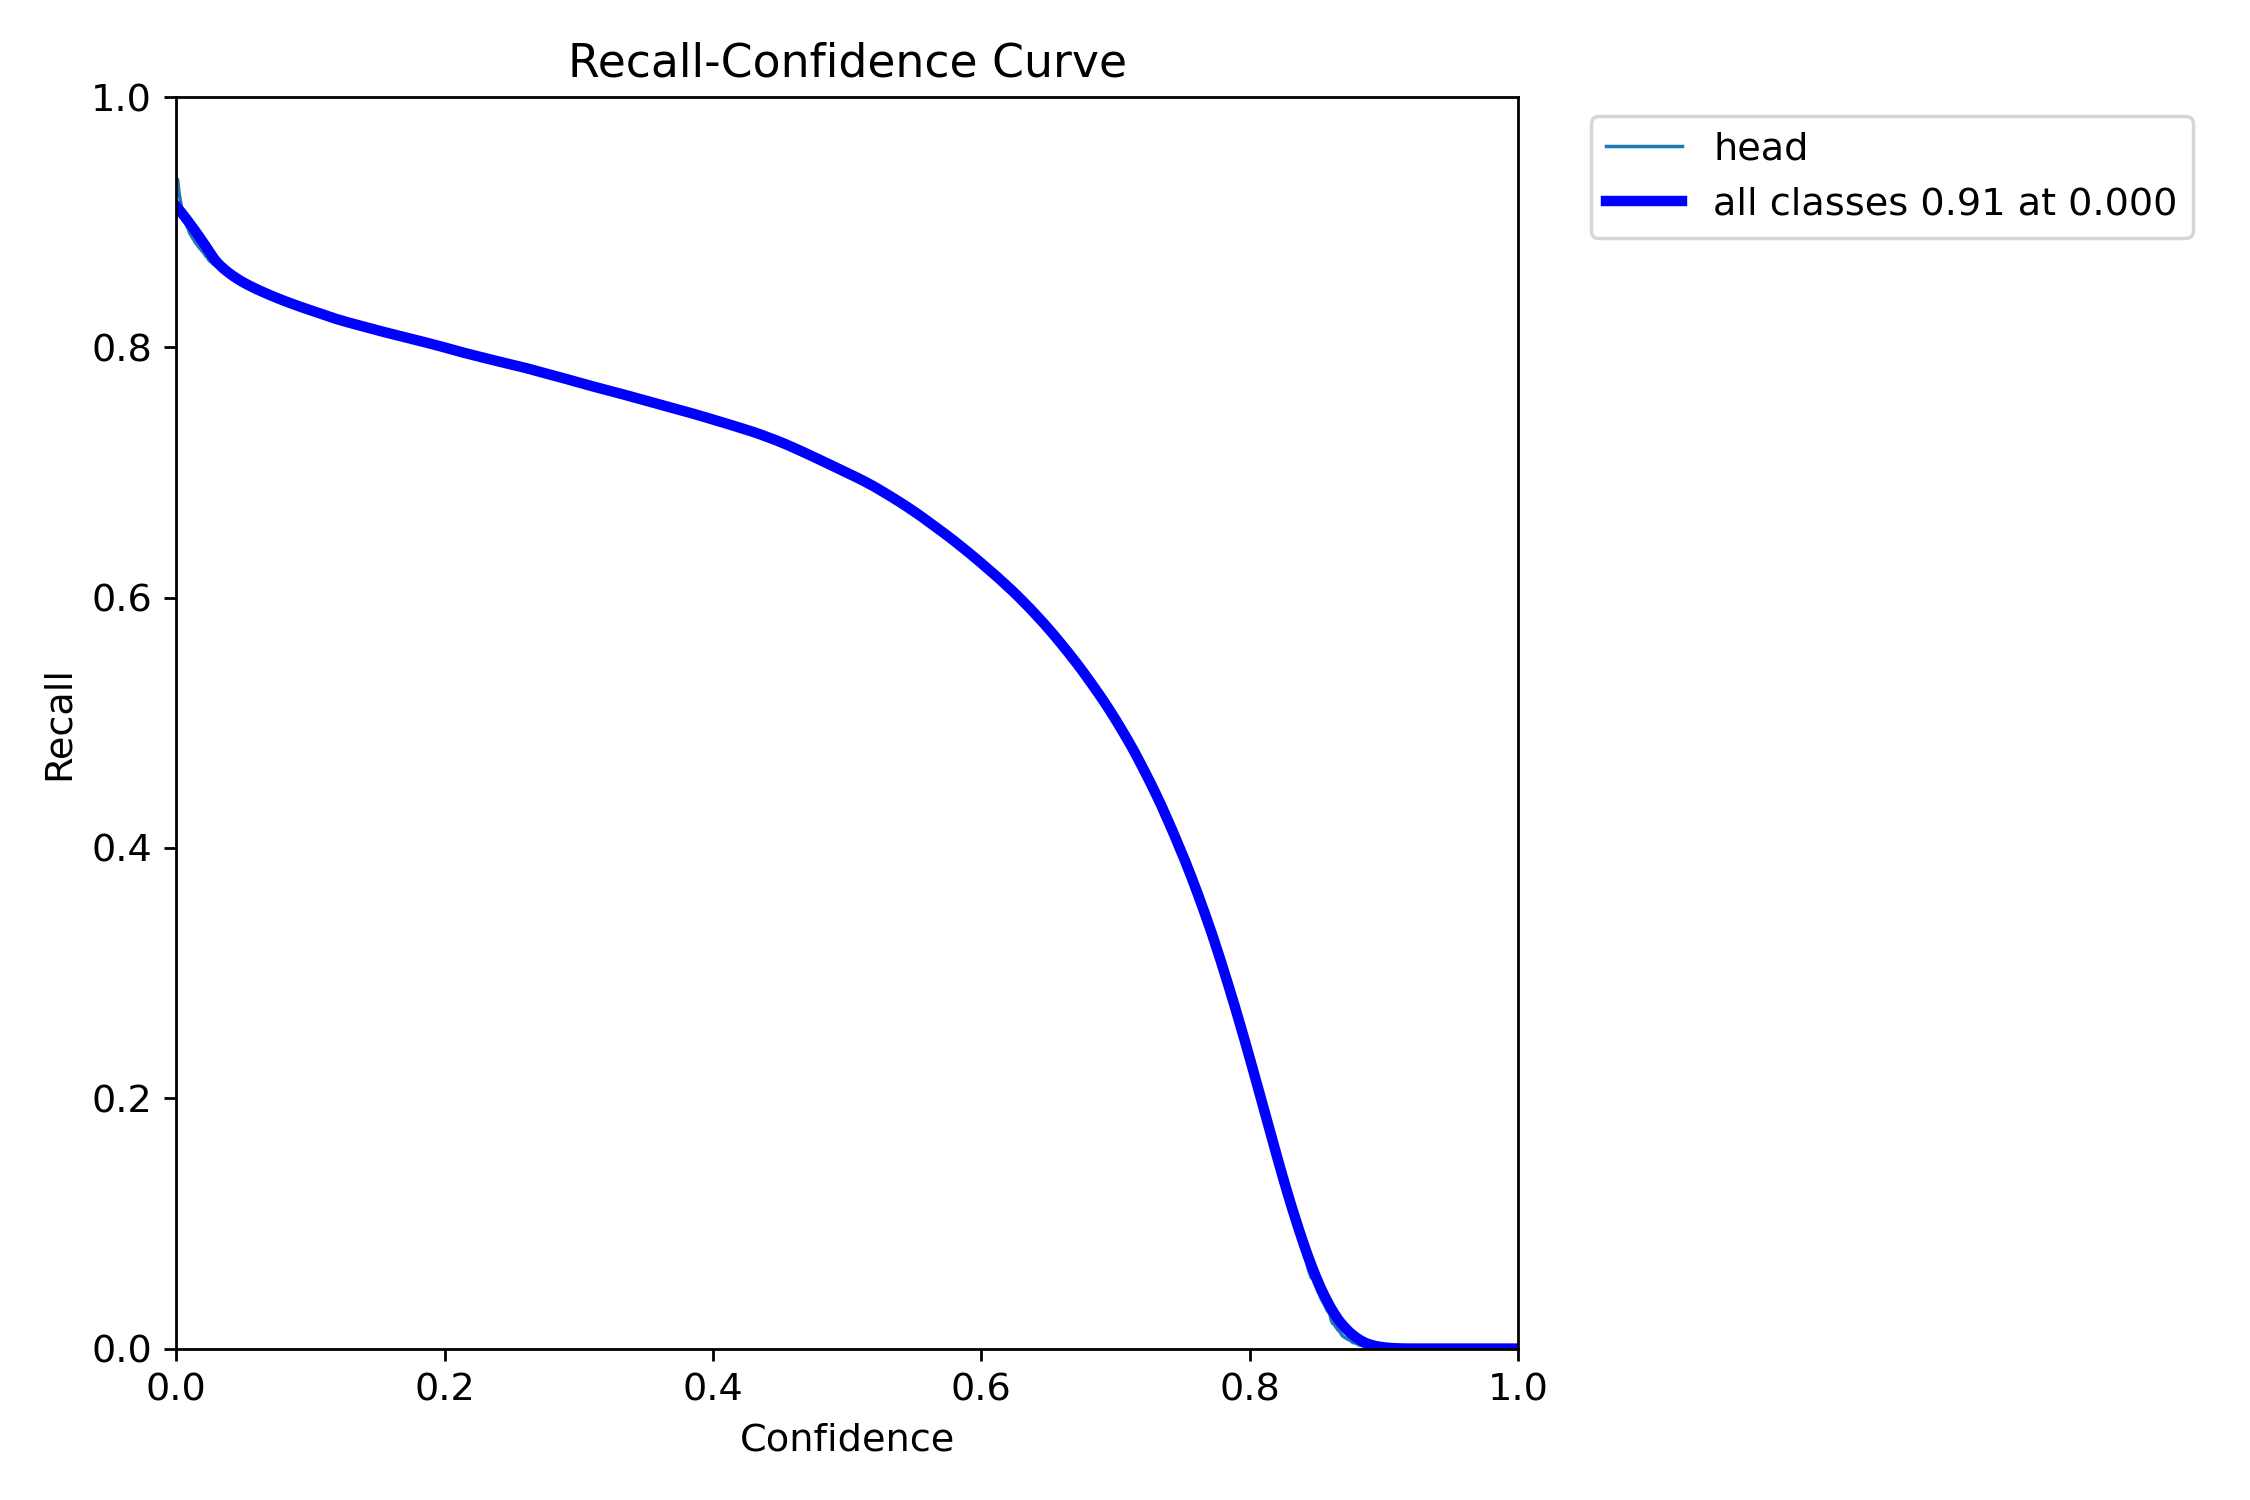 Recall-Confidence Curve
1.0
0.8
0.6
0.4
0.2
0.0
Recall
0.0 0.2 0.4 0.6 0.8 1.0
Confidence
head
all classes 0.91 at 0.000